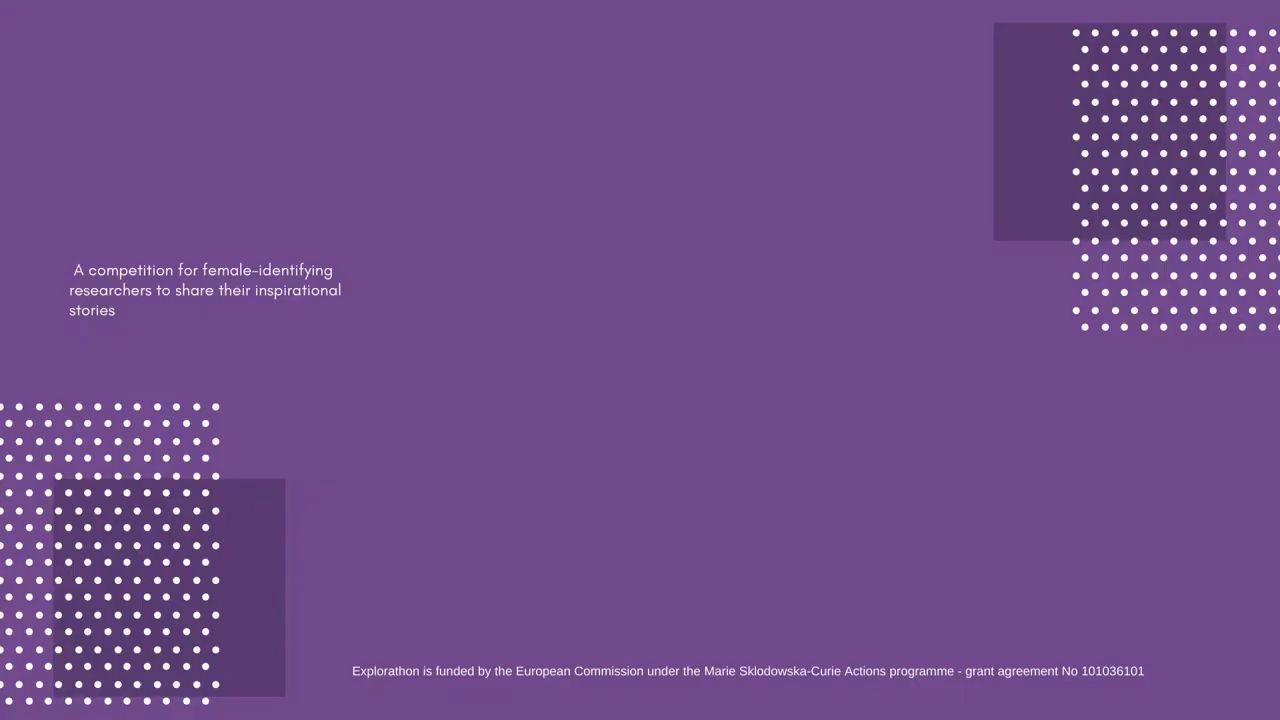 A competition for female-identifying
researchers to share their inspirational
stories
Explorathon is funded by the European Commission under the Marie Sklodowska-Curie Actions programme - grant agreement No 101036101